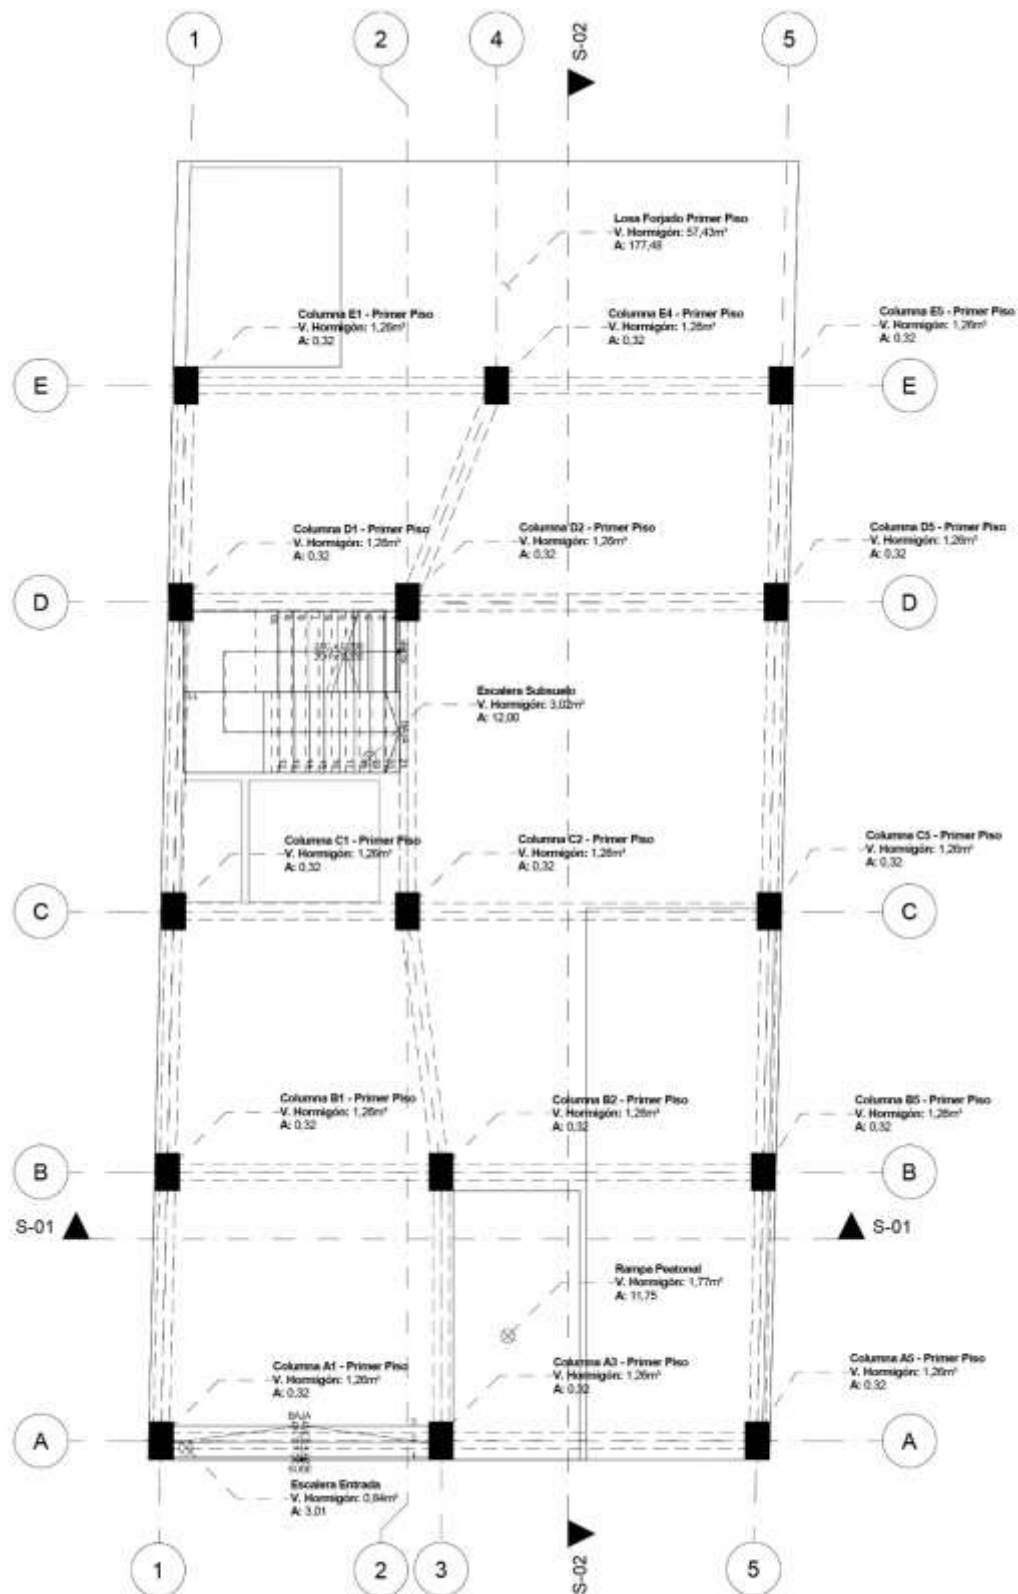 1
2
4
5
S-02
Losa Forjado Primer Piso
V. Hormigón: 57,43m³
A: 177,48
Columna E1 - Primer Piso
V. Hormigón: 1,26m³
A: 0,32
Columna E4 - Primer Piso
V. Hormigón: 1,26m³
A: 0,32
Columna E5 - Primer Piso
V. Hormigón: 1,26m³
A: 0,32
E
E
Columna D1 - Primer Piso
V. Hormigón: 1,26m³
A: 0,32
Columna D2 - Primer Piso
V. Hormigón: 1,26m³
A: 0,32
Columna D5 - Primer Piso
V. Hormigón: 1,26m³
A: 0,32
D
D
Escalera Subsuelo
V. Hormigón: 3,02m³
A: 12,00
Columna C1 - Primer Piso
V. Hormigón: 1,26m³
A: 0,32
Columna C2 - Primer Piso
V. Hormigón: 1,26m³
A: 0,32
Columna C5 - Primer Piso
V. Hormigón: 1,26m³
A: 0,32
C
C
Columna B1 - Primer Piso
V. Hormigón: 1,26m³
A: 0,32
Columna B2 - Primer Piso
V. Hormigón: 1,26m³
A: 0,32
Columna B5 - Primer Piso
V. Hormigón: 1,26m³
A: 0,32
B
B
S-01
S-01
Rampa Peatonal
V. Hormigón: 1,77m³
A: 11,75
Columna A1 - Primer Piso
V. Hormigón: 1,26m³
A: 0,32
Columna A3 - Primer Piso
V. Hormigón: 1,26m³
A: 0,32
Columna A5 - Primer Piso
V. Hormigón: 1,26m³
A: 0,32
BAJA
A
A
SUBE
Escalera Entrada
V. Hormigón: 0,84m³
A: 3,01
1
2
3
S-02
5